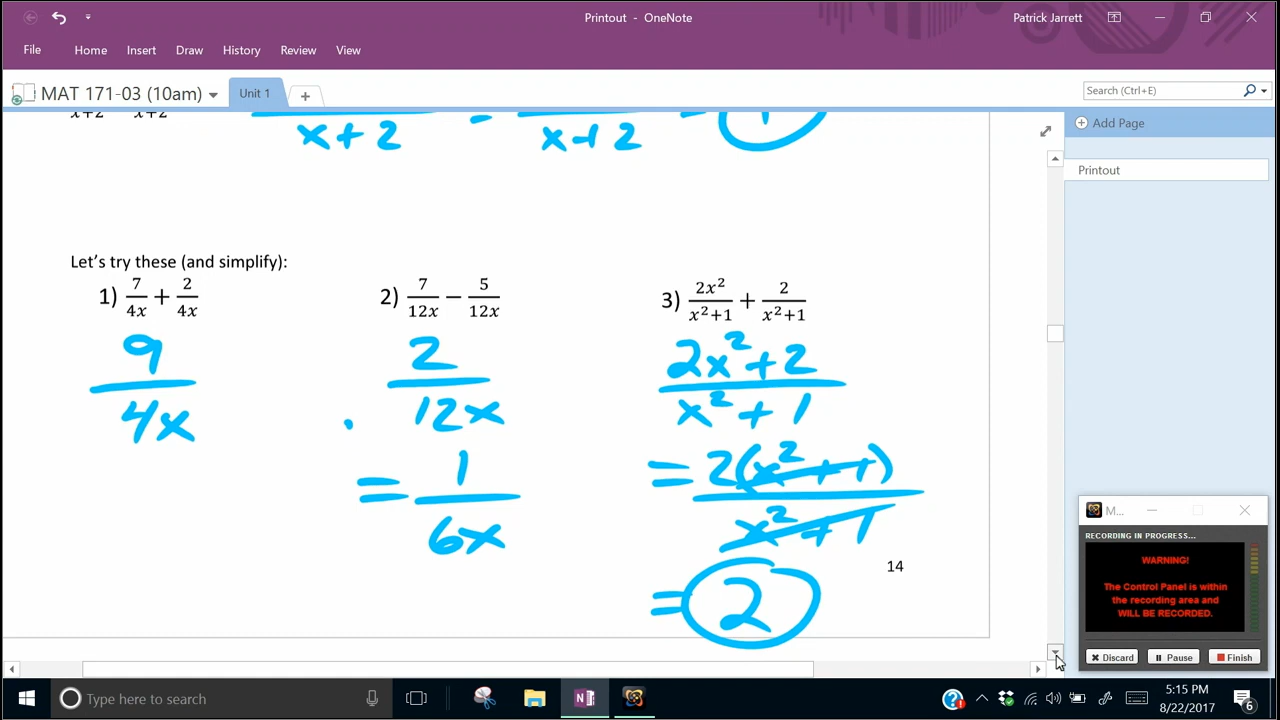 Printout - OneNote
Patrick Jarrett
File Home Insert Draw History Review View
MAT 171-03 (10am)
Unit 1
Search (Ctrl+E)
Add Page
Printout
x+2 x+2
x+2 = x+2 = 1
Let's try these (and simplify):
1) 7/4x + 2/4x
9/4x
2) 7/12x − 5/12x
2/12x
= 1/6x
3) 2x²/x²+1 + 2/x²+1
2x²+2/x²+1
= 2(x²+1)/x²+1
= 2
14
M...
RECORDING IN PROGRESS...
WARNING!
The Control Panel is within
the recording area and
WILL BE RECORDED.
Discard Pause Finish
Type here to search
5:15 PM
8/22/2017
6